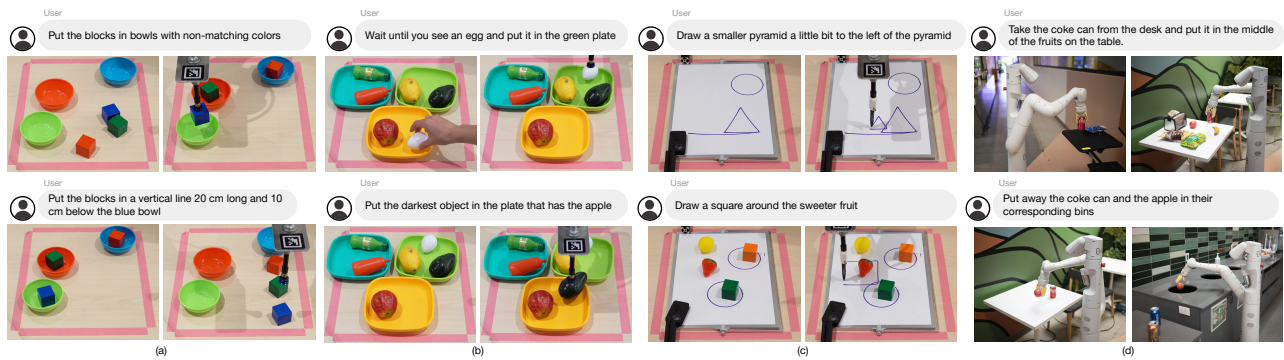 User
Put the blocks in bowls with non-matching colors
User
Wait until you see an egg and put it in the green plate
User
Draw a smaller pyramid a little bit to the left of the pyramid
User
Take the coke can from the desk and put it in the middle
of the fruits on the table.
User
Put the blocks in a vertical line 20 cm long and 10
cm below the blue bowl
User
Put the darkest object in the plate that has the apple
User
Draw a square around the sweeter fruit
User
Put away the coke can and the apple in their
corresponding bins
(a)
(b)
(c)
(d)